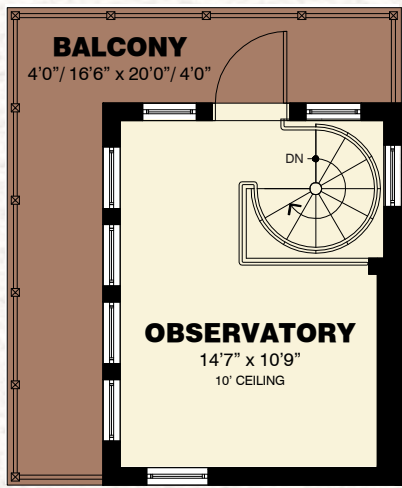 BALCONY
4'0"/ 16'6" x 20'0"/ 4'0"
DN
OBSERVATORY
14'7" x 10'9"
10' CEILING